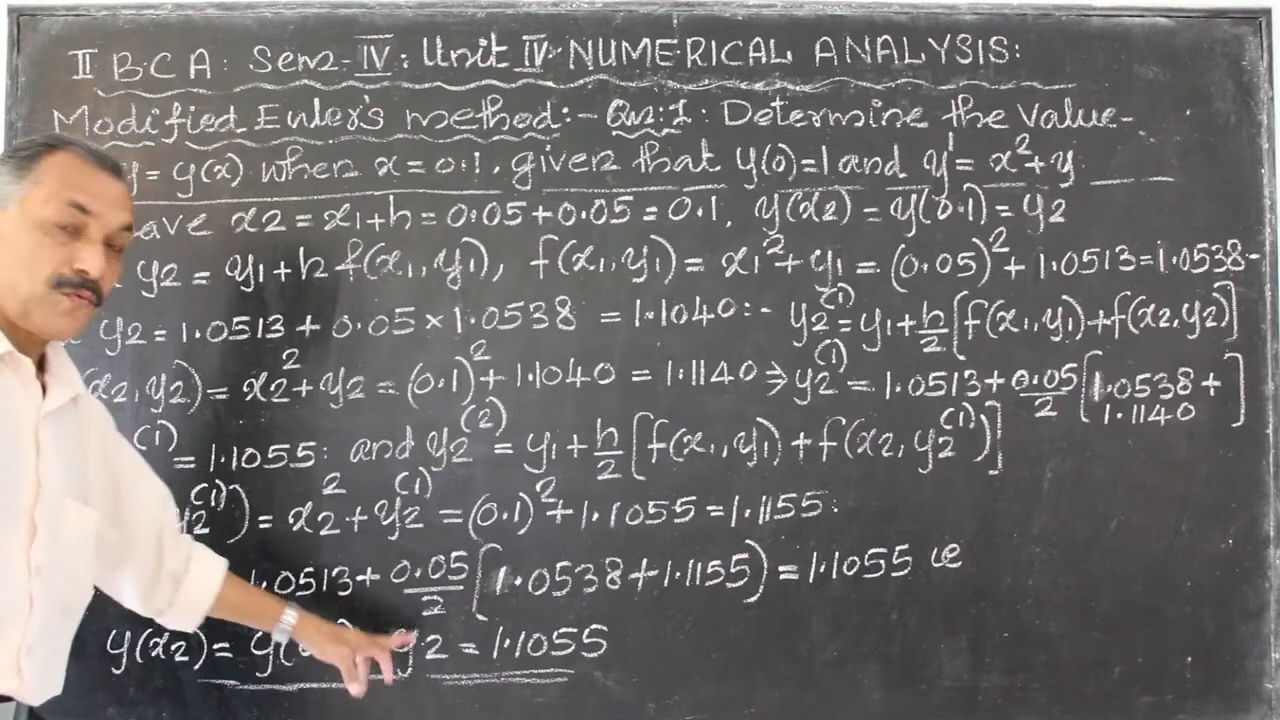 II B.C.A: Sem-IV: Unit IV: NUMERICAL ANALYSIS:
Modified Euler's method:- Qus:1: Determine the value-
y = y(x) when x = 0.1, given that y(0)=1 and y' = x²+y
ave x2 = x1+h = 0.05+0.05 = 0.1, y(x2) = y(0.1) = y2
y2 = y1+h f(x1,y1), f(x1,y1) = x1²+y1 = (0.05)²+1.0513=1.0538-
y2 = 1.0513+0.05×1.0538 = 1.1040:- y2⁽¹⁾=y1+h/2[f(x1,y1)+f(x2,y2)]
(x2,y2) = x2²+y2 = (0.1)²+1.1040 = 1.1140 ⇒ y2⁽¹⁾ = 1.0513+0.05/2[1.0538+1.1140]
⁽¹⁾ = 1.1055: and y2⁽²⁾ = y1+h/2[f(x1,y1)+f(x2,y2⁽¹⁾)]
y2⁽¹⁾) = x2²+y2⁽¹⁾ = (0.1)²+1.1055 = 1.1155:
1.0513+0.05/2[1.0538+1.1155) = 1.1055 ie
y(x2) = y( y2 = 1.1055